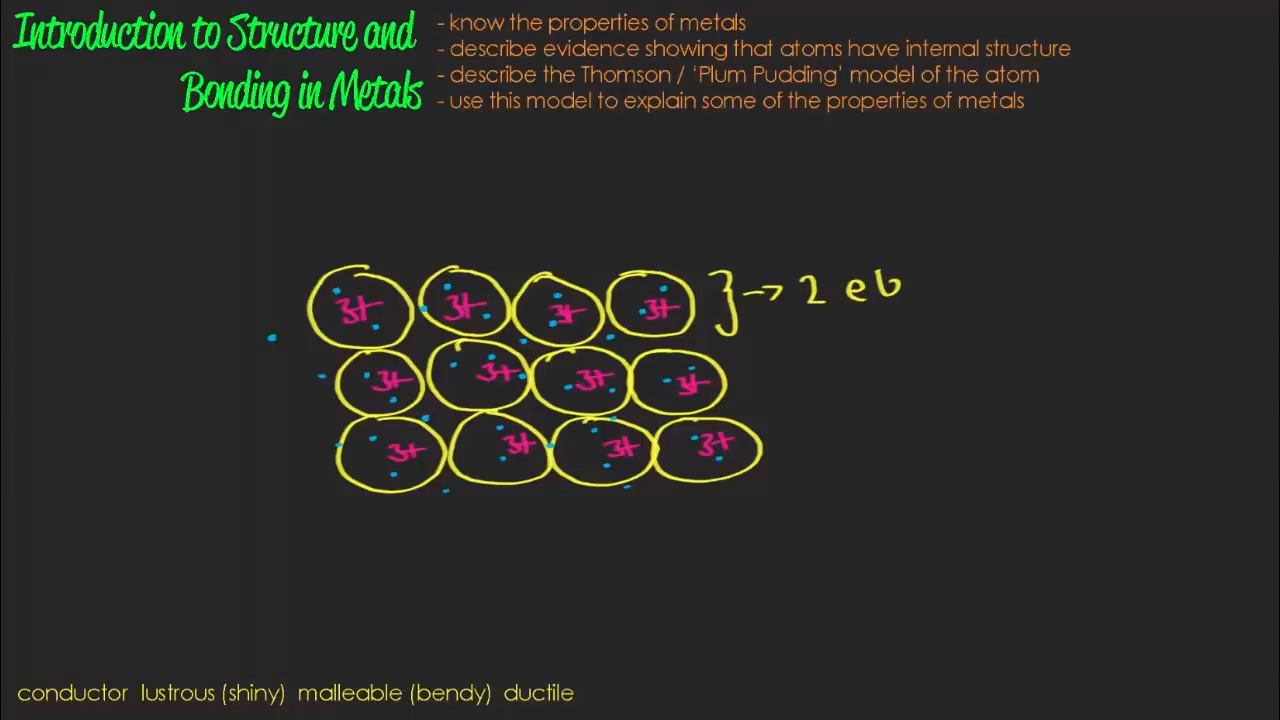 Introduction to Structure and
Bonding in Metals
- know the properties of metals
- describe evidence showing that atoms have internal structure
- describe the Thomson / ‘Plum Pudding’ model of the atom
- use this model to explain some of the properties of metals
3+ 3+ 3+ 3+ } → 2 eb
3+ 3+ 3+ 3+
3+ 3+ 3+ 3+
conductor lustrous (shiny) malleable (bendy) ductile